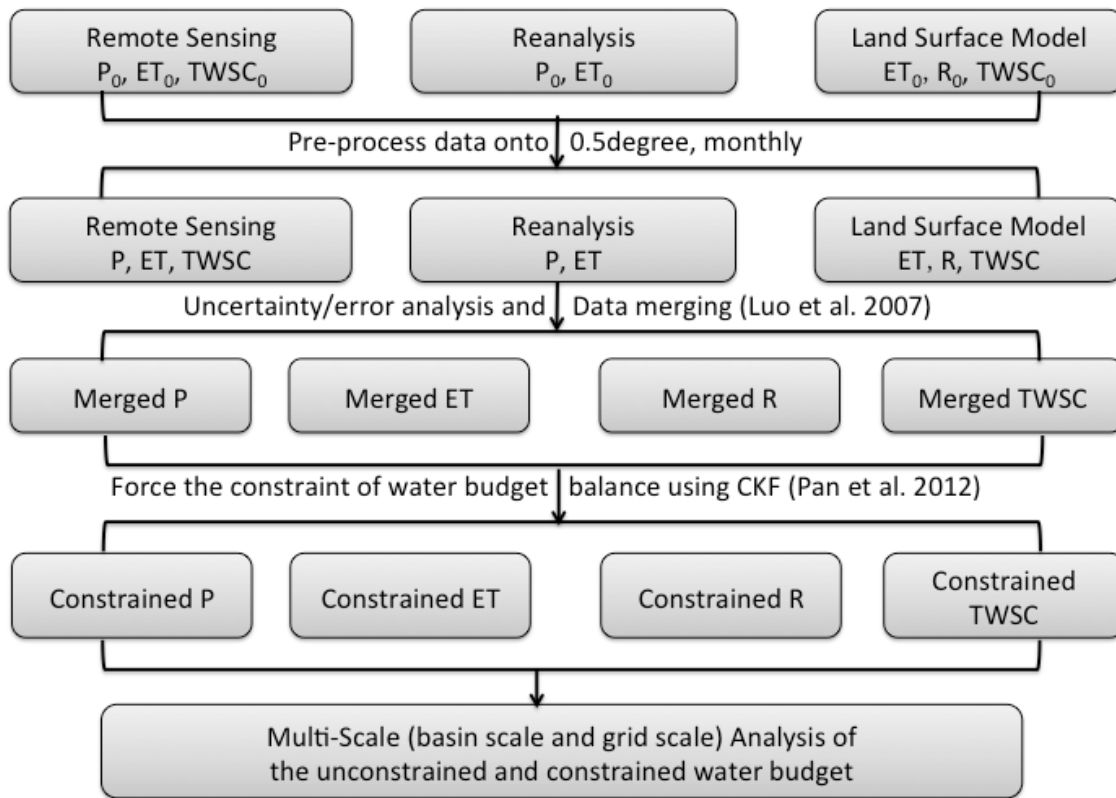 Remote Sensing
P₀, ET₀, TWSC₀
Reanalysis
P₀, ET₀
Land Surface Model
ET₀, R₀, TWSC₀
Pre-process data onto 0.5degree, monthly
Remote Sensing
P, ET, TWSC
Reanalysis
P, ET
Land Surface Model
ET, R, TWSC
Uncertainty/error analysis and Data merging (Luo et al. 2007)
Merged P
Merged ET
Merged R
Merged TWSC
Force the constraint of water budget balance using CKF (Pan et al. 2012)
Constrained P
Constrained ET
Constrained R
Constrained
TWSC
Multi-Scale (basin scale and grid scale) Analysis of
the unconstrained and constrained water budget